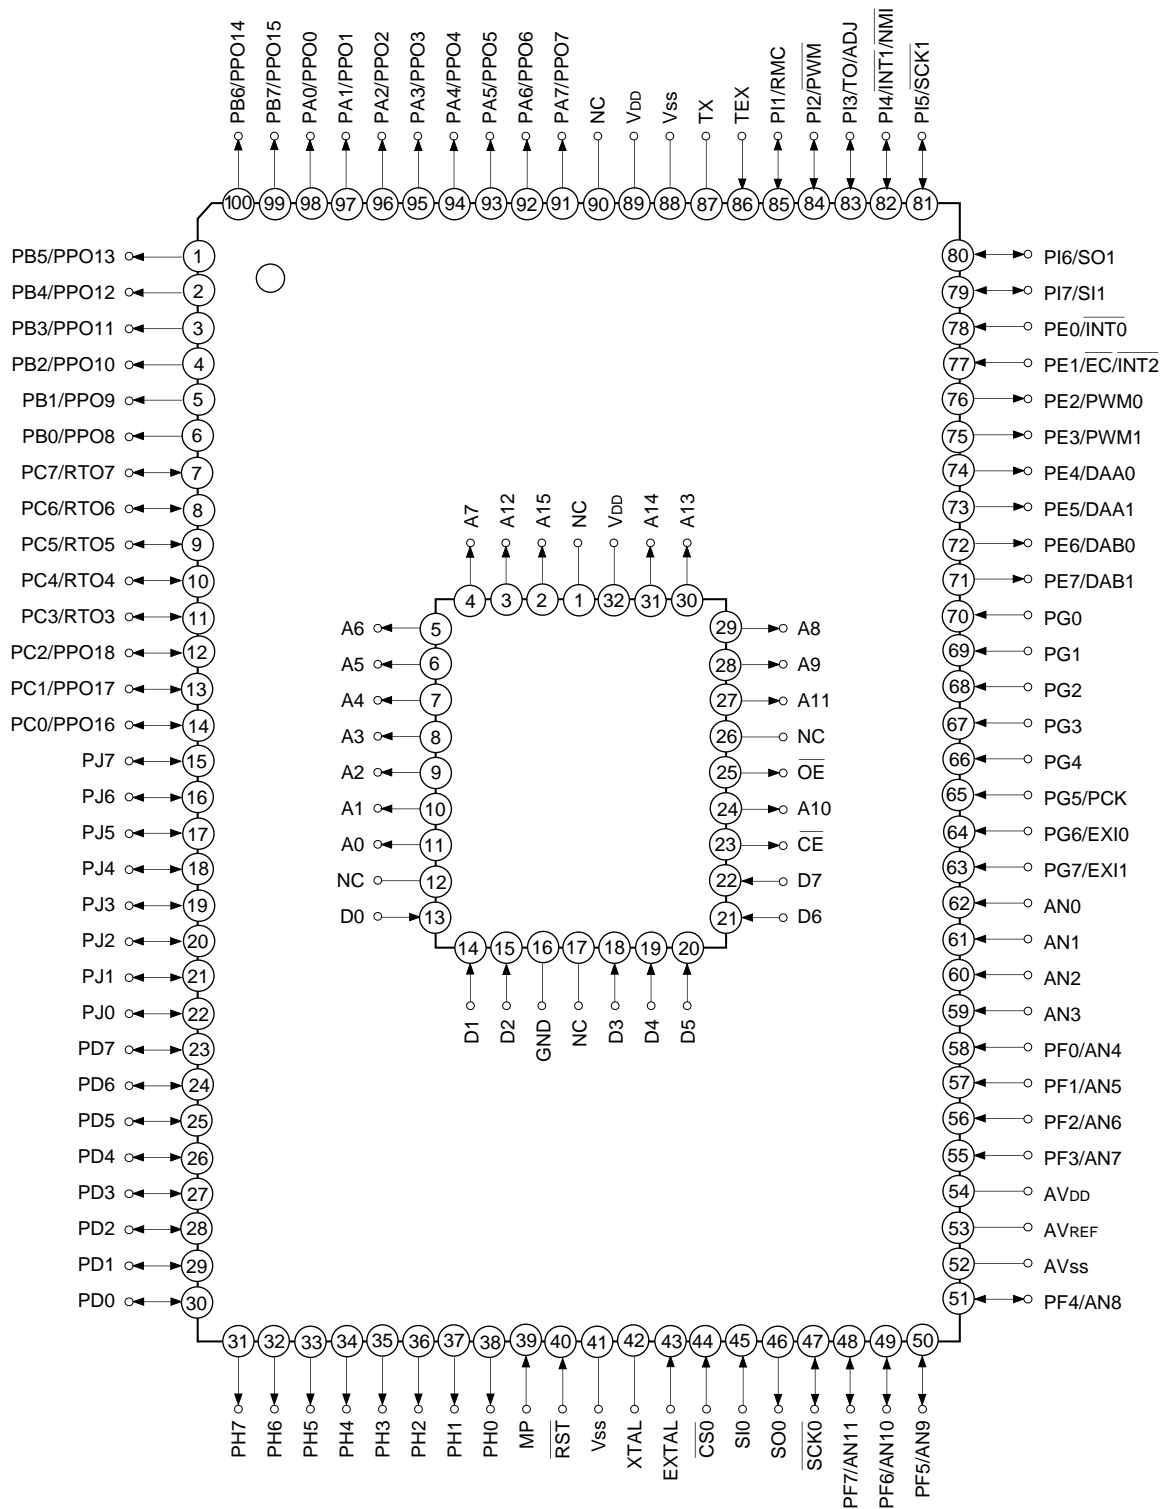 PB6/PPO14
PB7/PPO15
PA0/PPO0
PA1/PPO1
PA2/PPO2
PA3/PPO3
PA4/PPO4
PA5/PPO5
PA6/PPO6
PA7/PPO7
NC
VDD
Vss
TX
TEX
PI1/RMC
PI2/PWM
PI3/TO/ADJ
PI4/INT1/NMI
PI5/SCK1
100 99 98 97 96 95 94 93 92 91 90 89 88 87 86 85 84 83 82 81
PB5/PPO13 1
PB4/PPO12 2
PB3/PPO11 3
PB2/PPO10 4
PB1/PPO9 5
PB0/PPO8 6
PC7/RTO7 7
PC6/RTO6 8
PC5/RTO5 9
PC4/RTO4 10
PC3/RTO3 11
PC2/PPO18 12
PC1/PPO17 13
PC0/PPO16 14
PJ7 15
PJ6 16
PJ5 17
PJ4 18
PJ3 19
PJ2 20
PJ1 21
PJ0 22
PD7 23
PD6 24
PD5 25
PD4 26
PD3 27
PD2 28
PD1 29
PD0 30
A7
A12
A15
NC
VDD
A14
A13
4 3 2 1 32 31 30
A6 5
A5 6
A4 7
A3 8
A2 9
A1 10
A0 11
NC 12
D0 13
29 A8
28 A9
27 A11
26 NC
25 OE
24 A10
23 CE
22 D7
21 D6
14 15 16 17 18 19 20
D1
D2
GND
NC
D3
D4
D5
80 PI6/SO1
79 PI7/SI1
78 PE0/INT0
77 PE1/EC/INT2
76 PE2/PWM0
75 PE3/PWM1
74 PE4/DAA0
73 PE5/DAA1
72 PE6/DAB0
71 PE7/DAB1
70 PG0
69 PG1
68 PG2
67 PG3
66 PG4
65 PG5/PCK
64 PG6/EXI0
63 PG7/EXI1
62 AN0
61 AN1
60 AN2
59 AN3
58 PF0/AN4
57 PF1/AN5
56 PF2/AN6
55 PF3/AN7
54 AVDD
53 AVREF
52 AVss
51 PF4/AN8
31 32 33 34 35 36 37 38 39 40 41 42 43 44 45 46 47 48 49 50
PH7
PH6
PH5
PH4
PH3
PH2
PH1
PH0
MP
RST
Vss
XTAL
EXTAL
CS0
SI0
SO0
SCK0
PF7/AN11
PF6/AN10
PF5/AN9